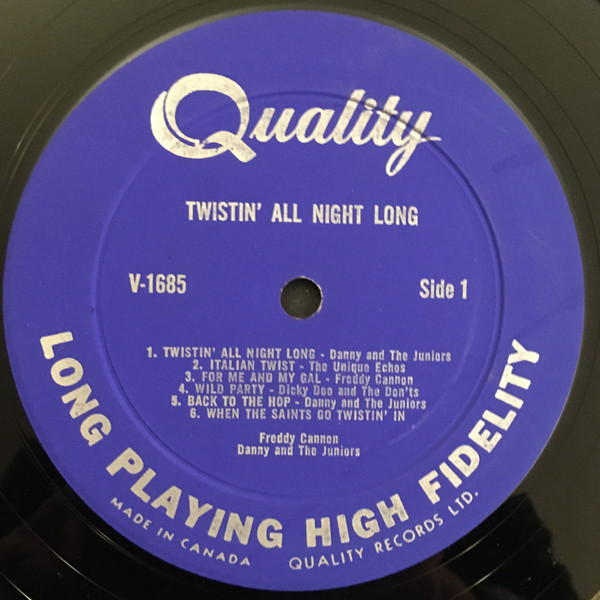 Quality
TWISTIN' ALL NIGHT LONG
V-1685
Side 1
1. TWISTIN' ALL NIGHT LONG - Danny and The Juniors
2. ITALIAN TWIST - The Unique Echos
3. FOR ME AND MY GAL - Freddy Cannon
4. WILD PARTY - Dicky Doo and The Don'ts
5. BACK TO THE HOP - Danny and The Juniors
6. WHEN THE SAINTS GO TWISTIN' IN
Freddy Cannon
Danny and The Juniors
LONG PLAYING HIGH FIDELITY
MADE IN CANADA QUALITY RECORDS LTD.